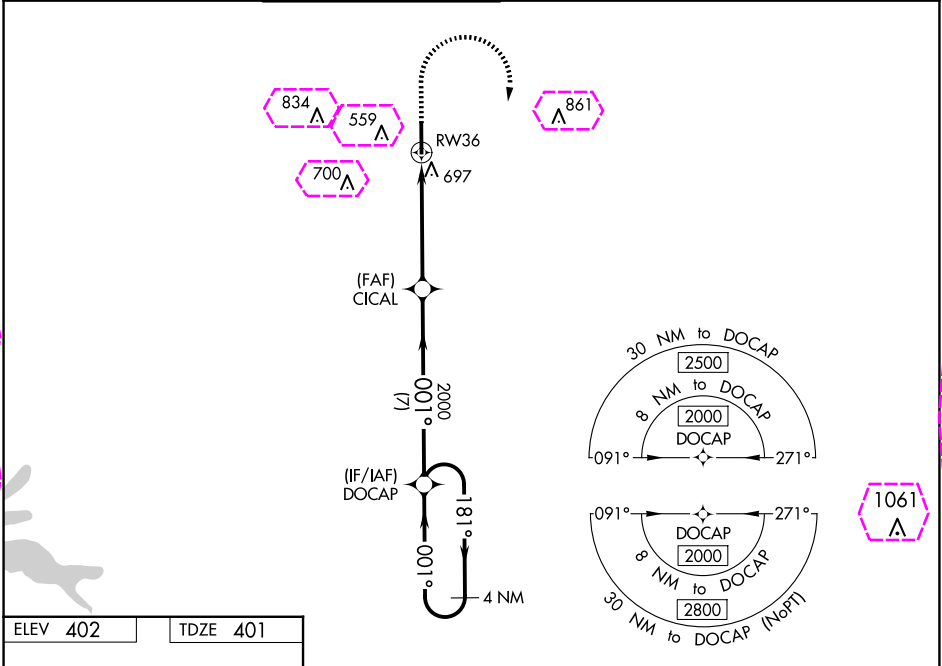 834
559
861
RW36
700
697
(FAF)
CICAL
2000
001°
(7)
(IF/IAF)
DOCAP
181°
001°
4 NM
30 NM to DOCAP
2500
8 NM to DOCAP
2000
DOCAP
091°
271°
091°
271°
DOCAP
2000
8 NM to DOCAP
2800
30 NM to DOCAP (NoPT)
1061
ELEV 402
TDZE 401